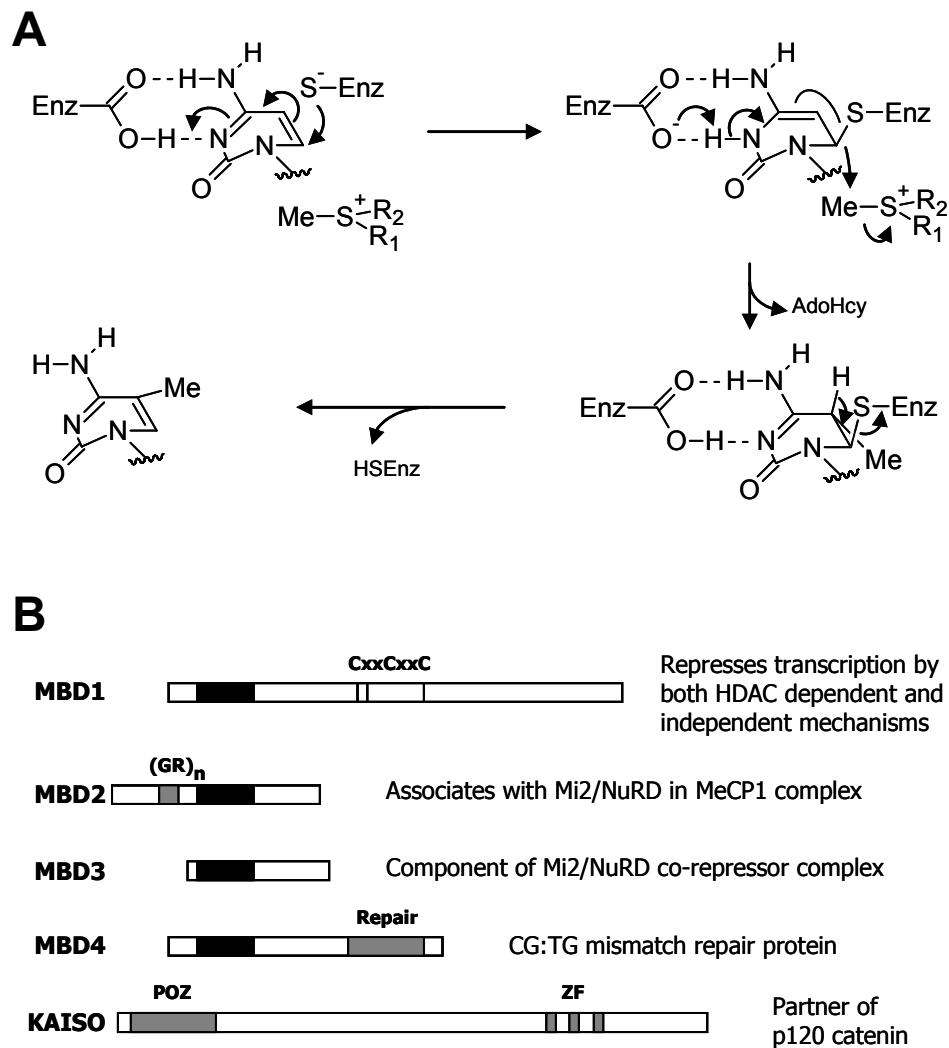 A
H
O--H-N H S⁻-Enz
Enz
O-H--N N
O
Me-S⁺ R₂
R₁
H
O--H-N H S-Enz
Enz
O⁻--H-N N
O
Me-S⁺ R₂
R₁
AdoHcy
H
H-N H
Me
N N
O
HSEnz
H
O--H-N H H S-Enz
Enz
O-H--N N
Me
O
B
CxxCxxC
MBD1
Represses transcription by
both HDAC dependent and
independent mechanisms
(GR)n
MBD2 Associates with Mi2/NuRD in MeCP1 complex
MBD3 Component of Mi2/NuRD co-repressor complex
Repair
MBD4 CG:TG mismatch repair protein
POZ ZF
KAISO
Partner of
p120 catenin